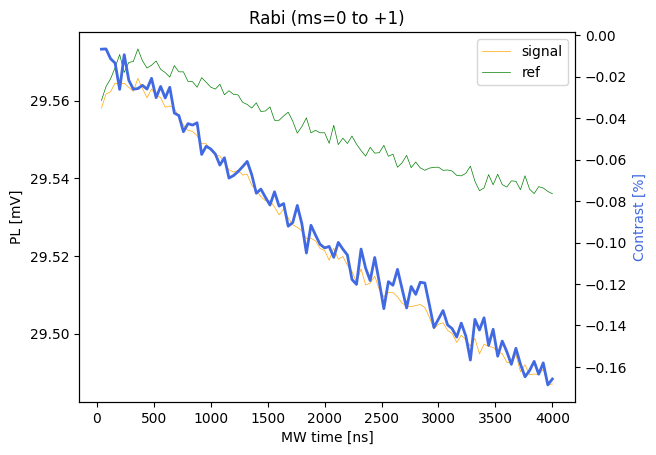 Rabi (ms=0 to +1)
signal
ref
PL [mV]
29.56
29.54
29.52
29.50
0.00
−0.02
−0.04
−0.06
−0.08
−0.10
−0.12
−0.14
−0.16
Contrast [%]
0 500 1000 1500 2000 2500 3000 3500 4000
MW time [ns]